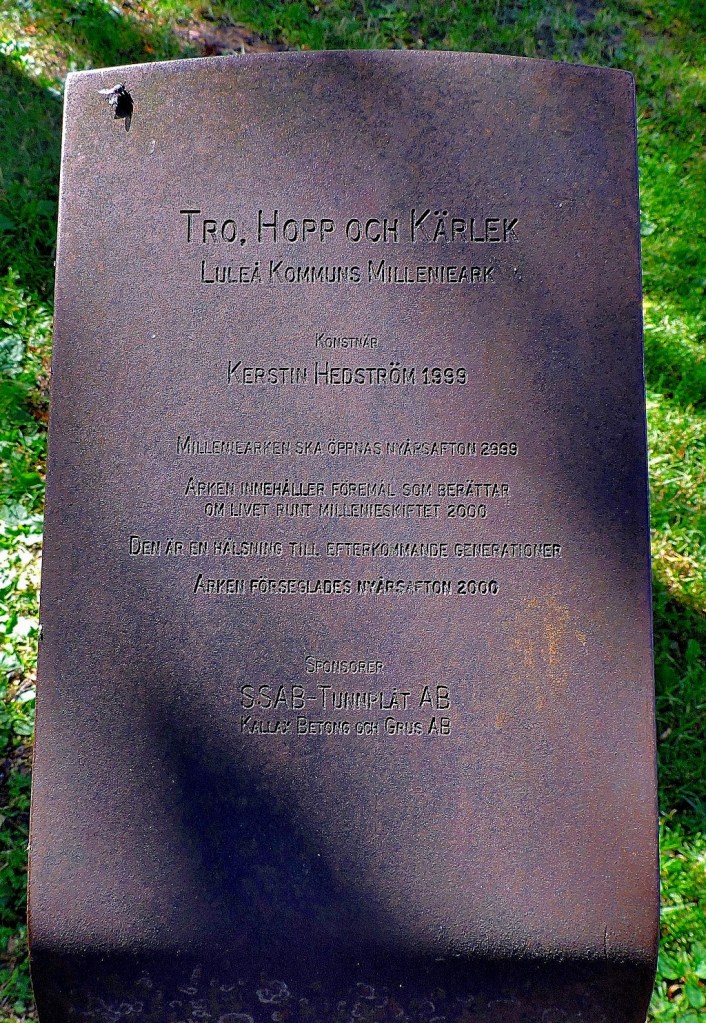 TRO, HOPP OCH KÄRLEK
LULEÅ KOMMUNS MILLENIEARK
KONSTNÄR
KERSTIN HEDSTRÖM 1999
MILLENIEARKEN SKA ÖPPNAS NYÅRSAFTON 2999
ARKEN INNEHÅLLER FÖREMÅL SOM BERÄTTAR
OM LIVET RUNT MILLENIESKIFTET 2000
DEN ÄR EN HÄLSNING TILL EFTERKOMMANDE GENERATIONER
ARKEN FÖRSEGLADES NYÅRSAFTON 2000
SPONSORER
SSAB-TUNNPLÅT AB
KALLAX BETONG OCH GRUS AB